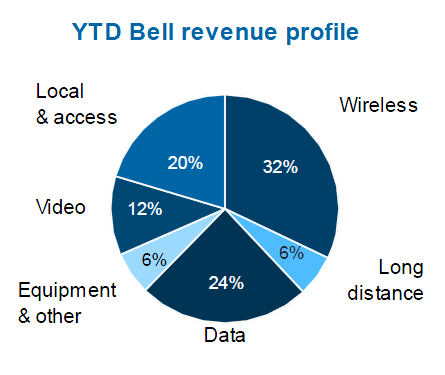 YTD Bell revenue profile
Local
& access
Wireless
20%
32%
Video
12%
6%
6%
24%
Equipment
& other
Long
distance
Data